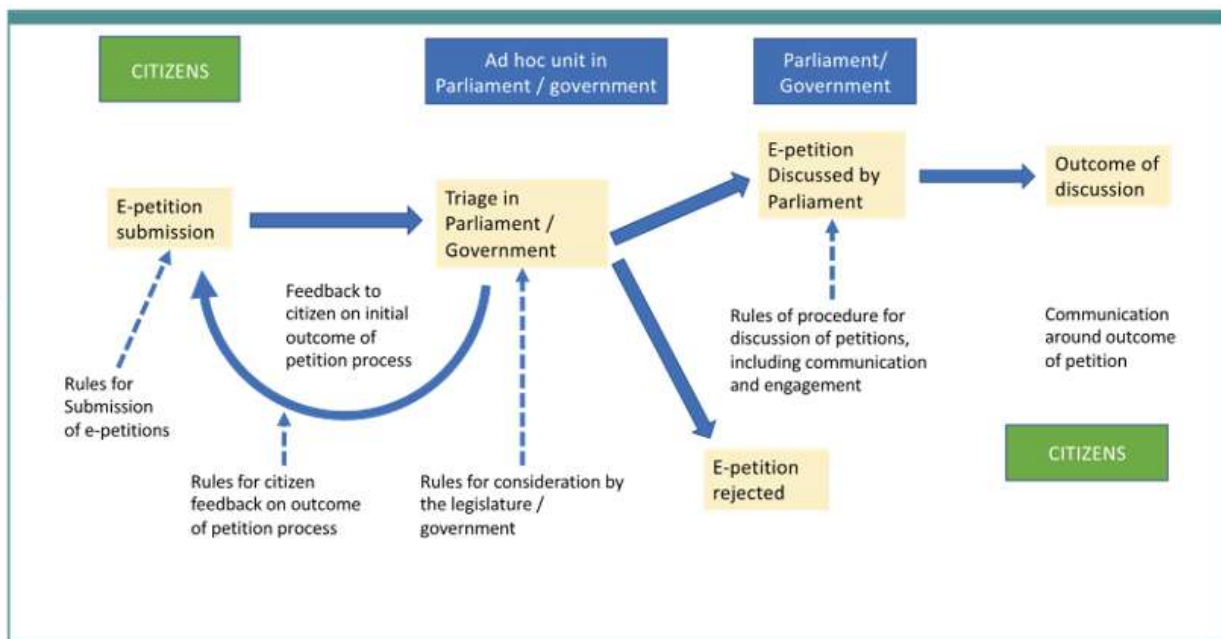 CITIZENS
Ad hoc unit in
Parliament / government
Parliament/
Government
E-petition
submission
Triage in
Parliament /
Government
E-petition
Discussed by
Parliament
Outcome of
discussion
Feedback to
citizen on initial
outcome of
petition process
Rules for
Submission
of e-petitions
Rules for citizen
feedback on outcome
of petition process
Rules for consideration by
the legislature /
government
Rules of procedure for
discussion of petitions,
including communication
and engagement
E-petition
rejected
Communication
around outcome
of petition
CITIZENS